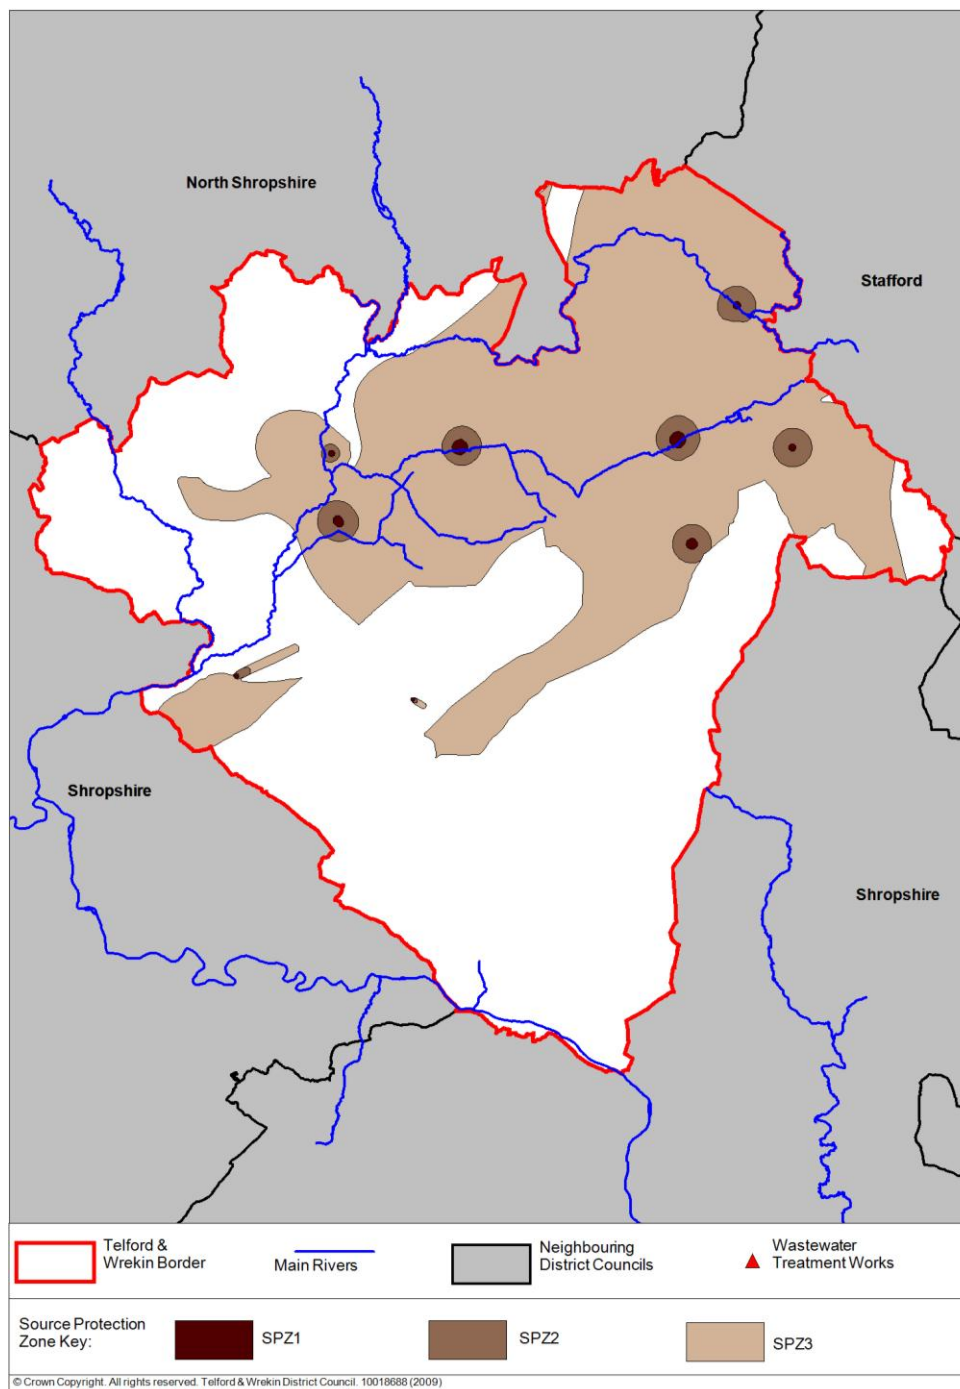 North Shropshire
Stafford
Shropshire
Shropshire
Telford &
Wrekin Border
Main Rivers
Neighbouring
District Councils
Wastewater
Treatment Works
Source Protection
Zone Key:
SPZ1
SPZ2
SPZ3
© Crown Copyright. All rights reserved. Telford & Wrekin District Council. 10018688 (2009)